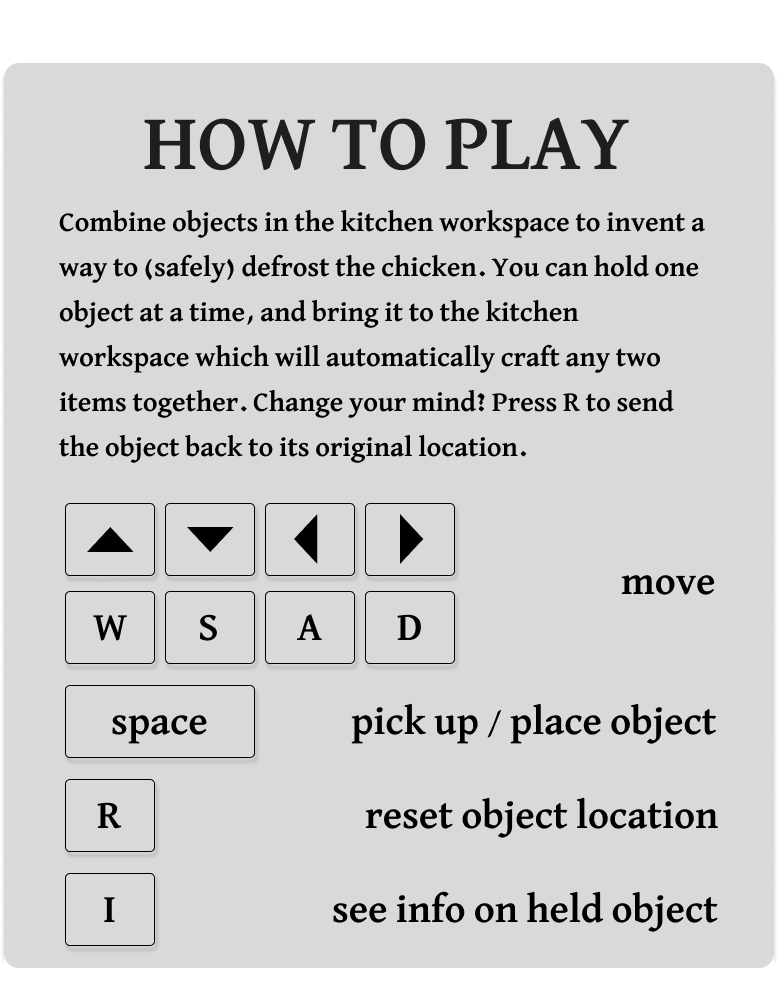 HOW TO PLAY
Combine objects in the kitchen workspace to invent a
way to (safely) defrost the chicken. You can hold one
object at a time, and bring it to the kitchen
workspace which will automatically craft any two
items together. Change your mind? Press R to send
the object back to its original location.
move
W S A D
space pick up / place object
R reset object location
I see info on held object